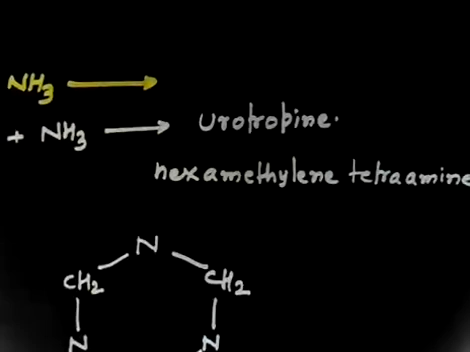 NH3 ⟶
+ NH3 ⟶ Urotropine.
hexamethylene tetraamine
N
CH2 CH2
N N